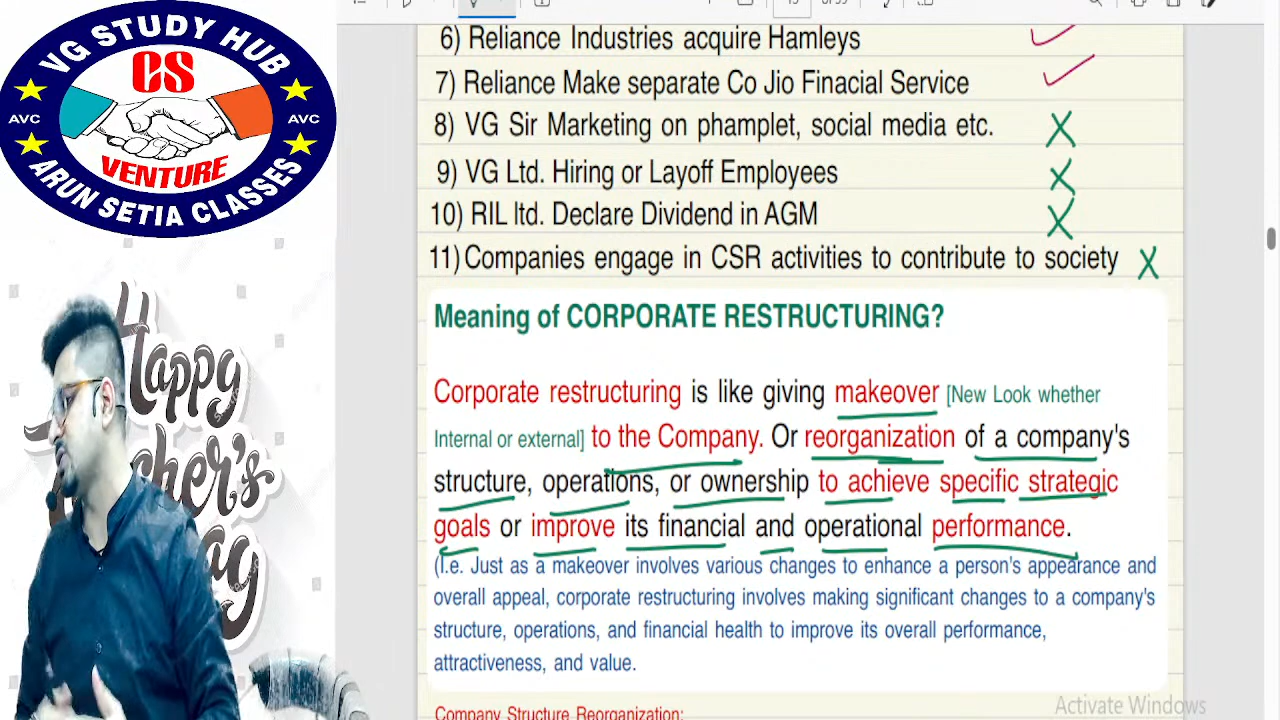 VG STUDY HUB
CS
AVC
AVC
VENTURE
ARUN SETIA CLASSES
Happy
6) Reliance Industries acquire Hamleys
7) Reliance Make separate Co Jio Finacial Service
8) VG Sir Marketing on phamplet, social media etc.
9) VG Ltd. Hiring or Layoff Employees
10) RIL ltd. Declare Dividend in AGM
11) Companies engage in CSR activities to contribute to society
Meaning of CORPORATE RESTRUCTURING?
Corporate restructuring is like giving makeover [New Look whether
Internal or external] to the Company. Or reorganization of a company's
structure, operations, or ownership to achieve specific strategic
goals or improve its financial and operational performance.
(I.e. Just as a makeover involves various changes to enhance a person's appearance and
overall appeal, corporate restructuring involves making significant changes to a company's
structure, operations, and financial health to improve its overall performance,
attractiveness, and value.
Company Structure Reorganization:
Activate Windows